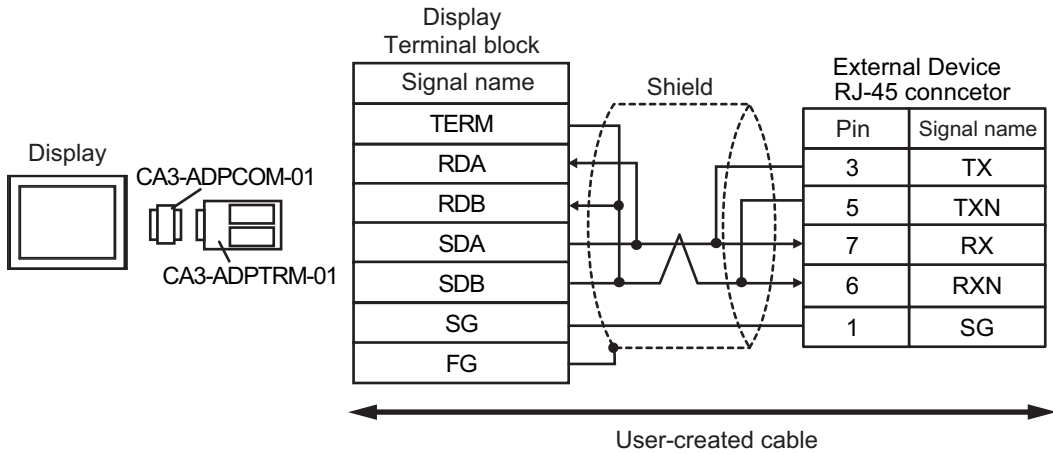 Display
CA3-ADPCOM-01
CA3-ADPTRM-01
Display
Terminal block
Signal name
TERM
RDA
RDB
SDA
SDB
SG
FG
Shield
External Device
RJ-45 conncetor
Pin Signal name
3 TX
5 TXN
7 RX
6 RXN
1 SG
User-created cable